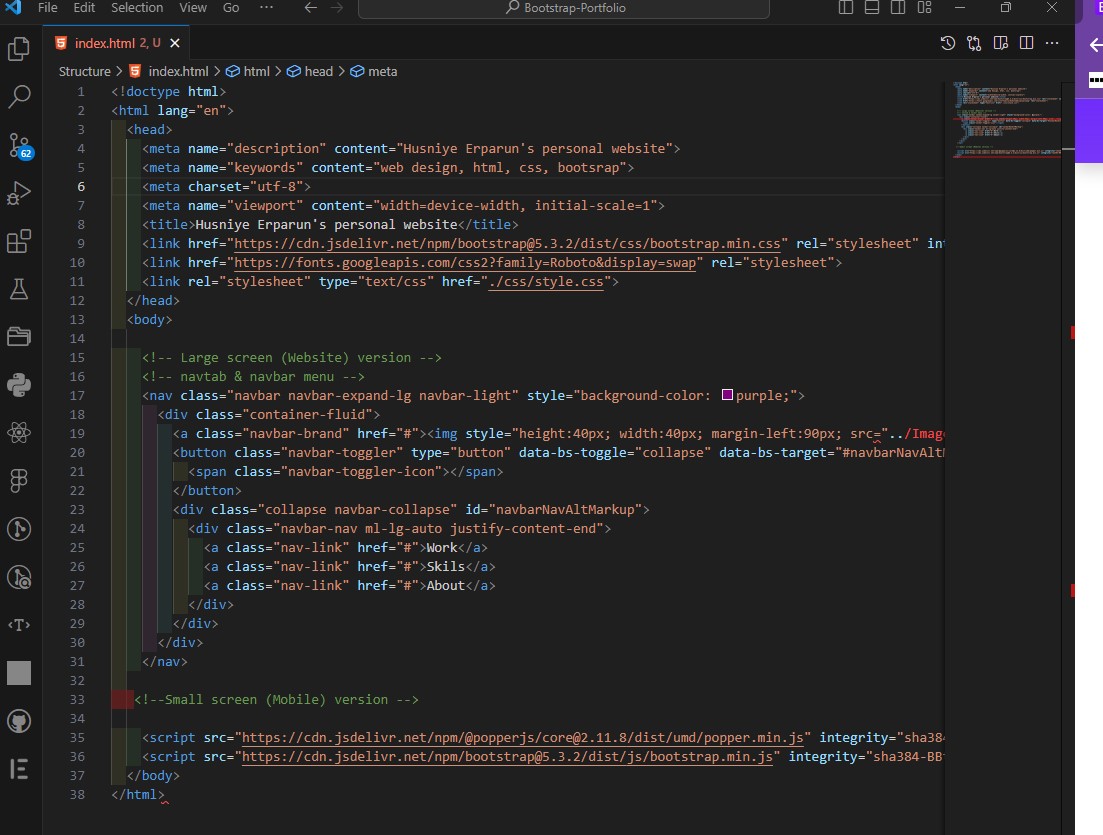 File Edit Selection View Go ··· Bootstrap-Portfolio
index.html 2, U
Structure > index.html > html > head > meta
1 <!doctype html>
2 <html lang="en">
3 <head>
4 <meta name="description" content="Husniye Erparun's personal website">
5 <meta name="keywords" content="web design, html, css, bootsrap">
6 <meta charset="utf-8">
7 <meta name="viewport" content="width=device-width, initial-scale=1">
8 <title>Husniye Erparun's personal website</title>
9 <link href="https://cdn.jsdelivr.net/npm/bootstrap@5.3.2/dist/css/bootstrap.min.css" rel="stylesheet" int
10 <link href="https://fonts.googleapis.com/css2?family=Roboto&display=swap" rel="stylesheet">
11 <link rel="stylesheet" type="text/css" href="./css/style.css">
12 </head>
13 <body>
14
15 <!-- Large screen (Website) version -->
16 <!-- navtab & navbar menu -->
17 <nav class="navbar navbar-expand-lg navbar-light" style="background-color: purple;">
18 <div class="container-fluid">
19 <a class="navbar-brand" href="#"><img style="height:40px; width:40px; margin-left:90px; src="../Imag
20 <button class="navbar-toggler" type="button" data-bs-toggle="collapse" data-bs-target="#navbarNavAlt
21 <span class="navbar-toggler-icon"></span>
22 </button>
23 <div class="collapse navbar-collapse" id="navbarNavAltMarkup">
24 <div class="navbar-nav ml-lg-auto justify-content-end">
25 <a class="nav-link" href="#">Work</a>
26 <a class="nav-link" href="#">Skils</a>
27 <a class="nav-link" href="#">About</a>
28 </div>
29 </div>
30 </div>
31 </nav>
32
33 <!--Small screen (Mobile) version -->
34
35 <script src="https://cdn.jsdelivr.net/npm/@popperjs/core@2.11.8/dist/umd/popper.min.js" integrity="sha384
36 <script src="https://cdn.jsdelivr.net/npm/bootstrap@5.3.2/dist/js/bootstrap.min.js" integrity="sha384-BB
37 </body>
38 </html>
62